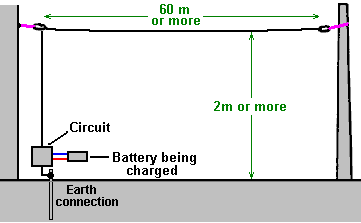 60 m
or more
2m or more
Circuit
Battery being
charged
Earth
connection